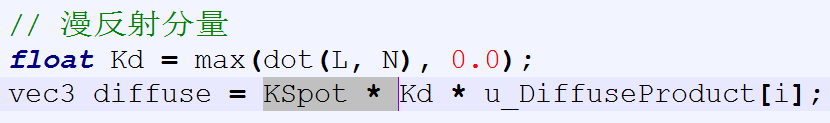 // 漫反射分量
float Kd = max(dot(L, N), 0.0);
vec3 diffuse = KSpot * Kd * u_DiffuseProduct[i];